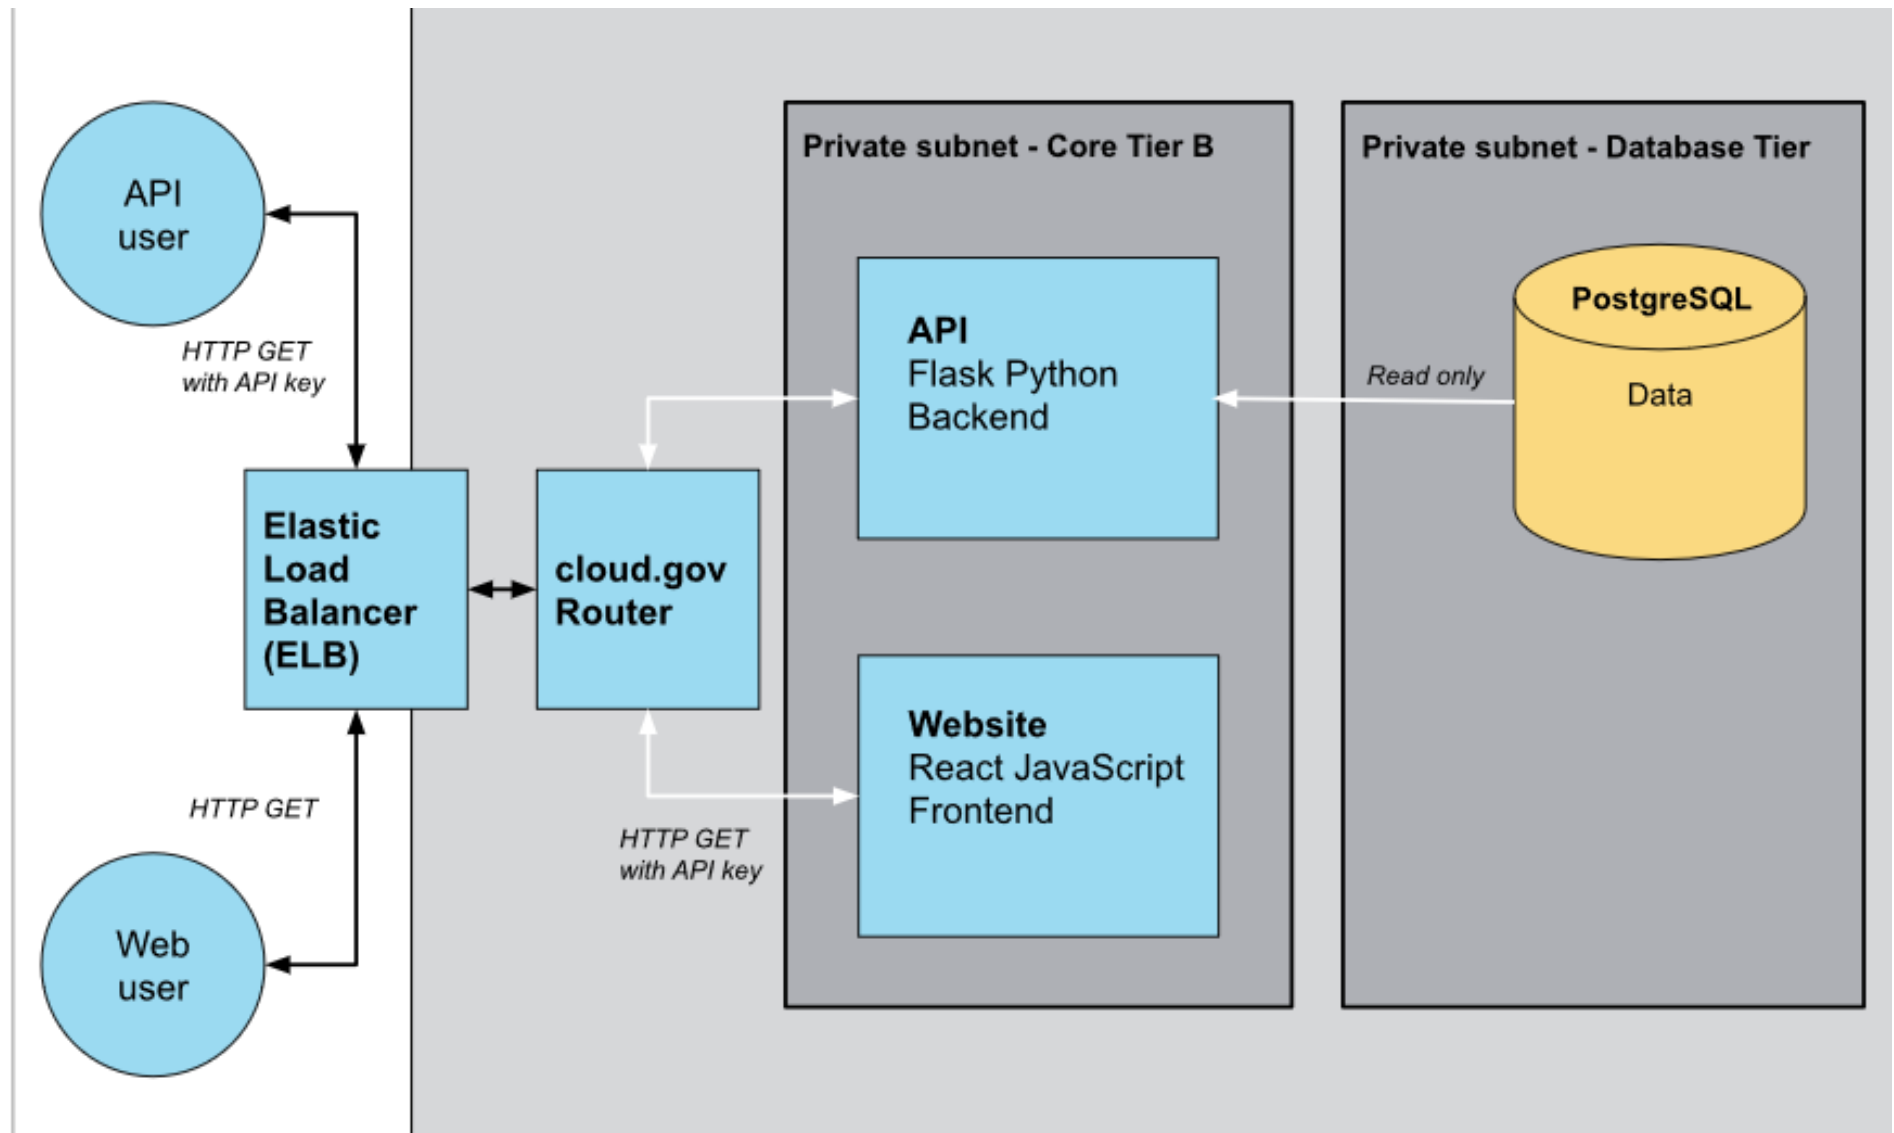 API
user
HTTP GET
with API key
Elastic
Load
Balancer
(ELB)
HTTP GET
Web
user
cloud.gov
Router
HTTP GET
with API key
Private subnet - Core Tier B
API
Flask Python
Backend
Website
React JavaScript
Frontend
Read only
Private subnet - Database Tier
PostgreSQL
Data